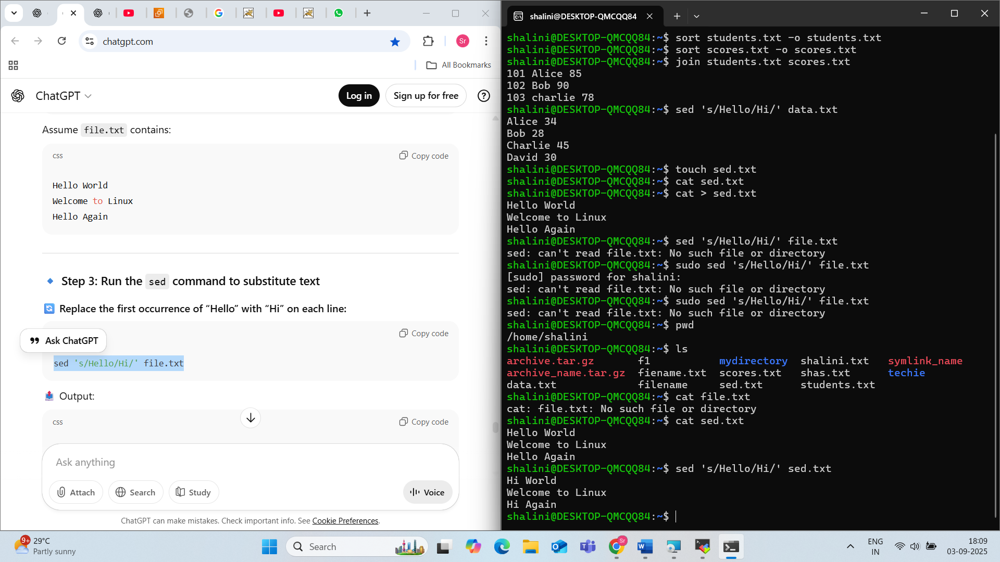 chatgpt.com
Sr
All Bookmarks
ChatGPT
Log in
Sign up for free
Assume file.txt contains:
css
Copy code
Hello World
Welcome to Linux
Hello Again
Step 3: Run the sed command to substitute text
Replace the first occurrence of “Hello” with “Hi” on each line:
Copy code
Ask ChatGPT
sed 's/Hello/Hi/' file.txt
Output:
css
Copy code
Ask anything
Attach
Search
Study
Voice
ChatGPT can make mistakes. Check important info. See Cookie Preferences.
shalini@DESKTOP-QMCQQ84
shalini@DESKTOP-QMCQQ84:~$ sort students.txt -o students.txt
shalini@DESKTOP-QMCQQ84:~$ sort scores.txt -o scores.txt
shalini@DESKTOP-QMCQQ84:~$ join students.txt scores.txt
101 Alice 85
102 Bob 90
103 charlie 78
shalini@DESKTOP-QMCQQ84:~$ sed 's/Hello/Hi/' data.txt
Alice 34
Bob 28
Charlie 45
David 30
shalini@DESKTOP-QMCQQ84:~$ touch sed.txt
shalini@DESKTOP-QMCQQ84:~$ cat sed.txt
shalini@DESKTOP-QMCQQ84:~$ cat > sed.txt
Hello World
Welcome to Linux
Hello Again
shalini@DESKTOP-QMCQQ84:~$ sed 's/Hello/Hi/' file.txt
sed: can't read file.txt: No such file or directory
shalini@DESKTOP-QMCQQ84:~$ sudo sed 's/Hello/Hi/' file.txt
[sudo] password for shalini:
sed: can't read file.txt: No such file or directory
shalini@DESKTOP-QMCQQ84:~$ sudo sed 's/Hello/Hi/' file.txt
sed: can't read file.txt: No such file or directory
shalini@DESKTOP-QMCQQ84:~$ pwd
/home/shalini
shalini@DESKTOP-QMCQQ84:~$ ls
archive.tar.gz f1 mydirectory shalini.txt symlink_name
archive_name.tar.gz fiename.txt scores.txt shas.txt techie
data.txt filename sed.txt students.txt
shalini@DESKTOP-QMCQQ84:~$ cat file.txt
cat: file.txt: No such file or directory
shalini@DESKTOP-QMCQQ84:~$ cat sed.txt
Hello World
Welcome to Linux
Hello Again
shalini@DESKTOP-QMCQQ84:~$ sed 's/Hello/Hi/' sed.txt
Hi World
Welcome to Linux
Hi Again
shalini@DESKTOP-QMCQQ84:~$
9+
29°C
Partly sunny
Search
Sr
ENG
IN
18:09
03-09-2025